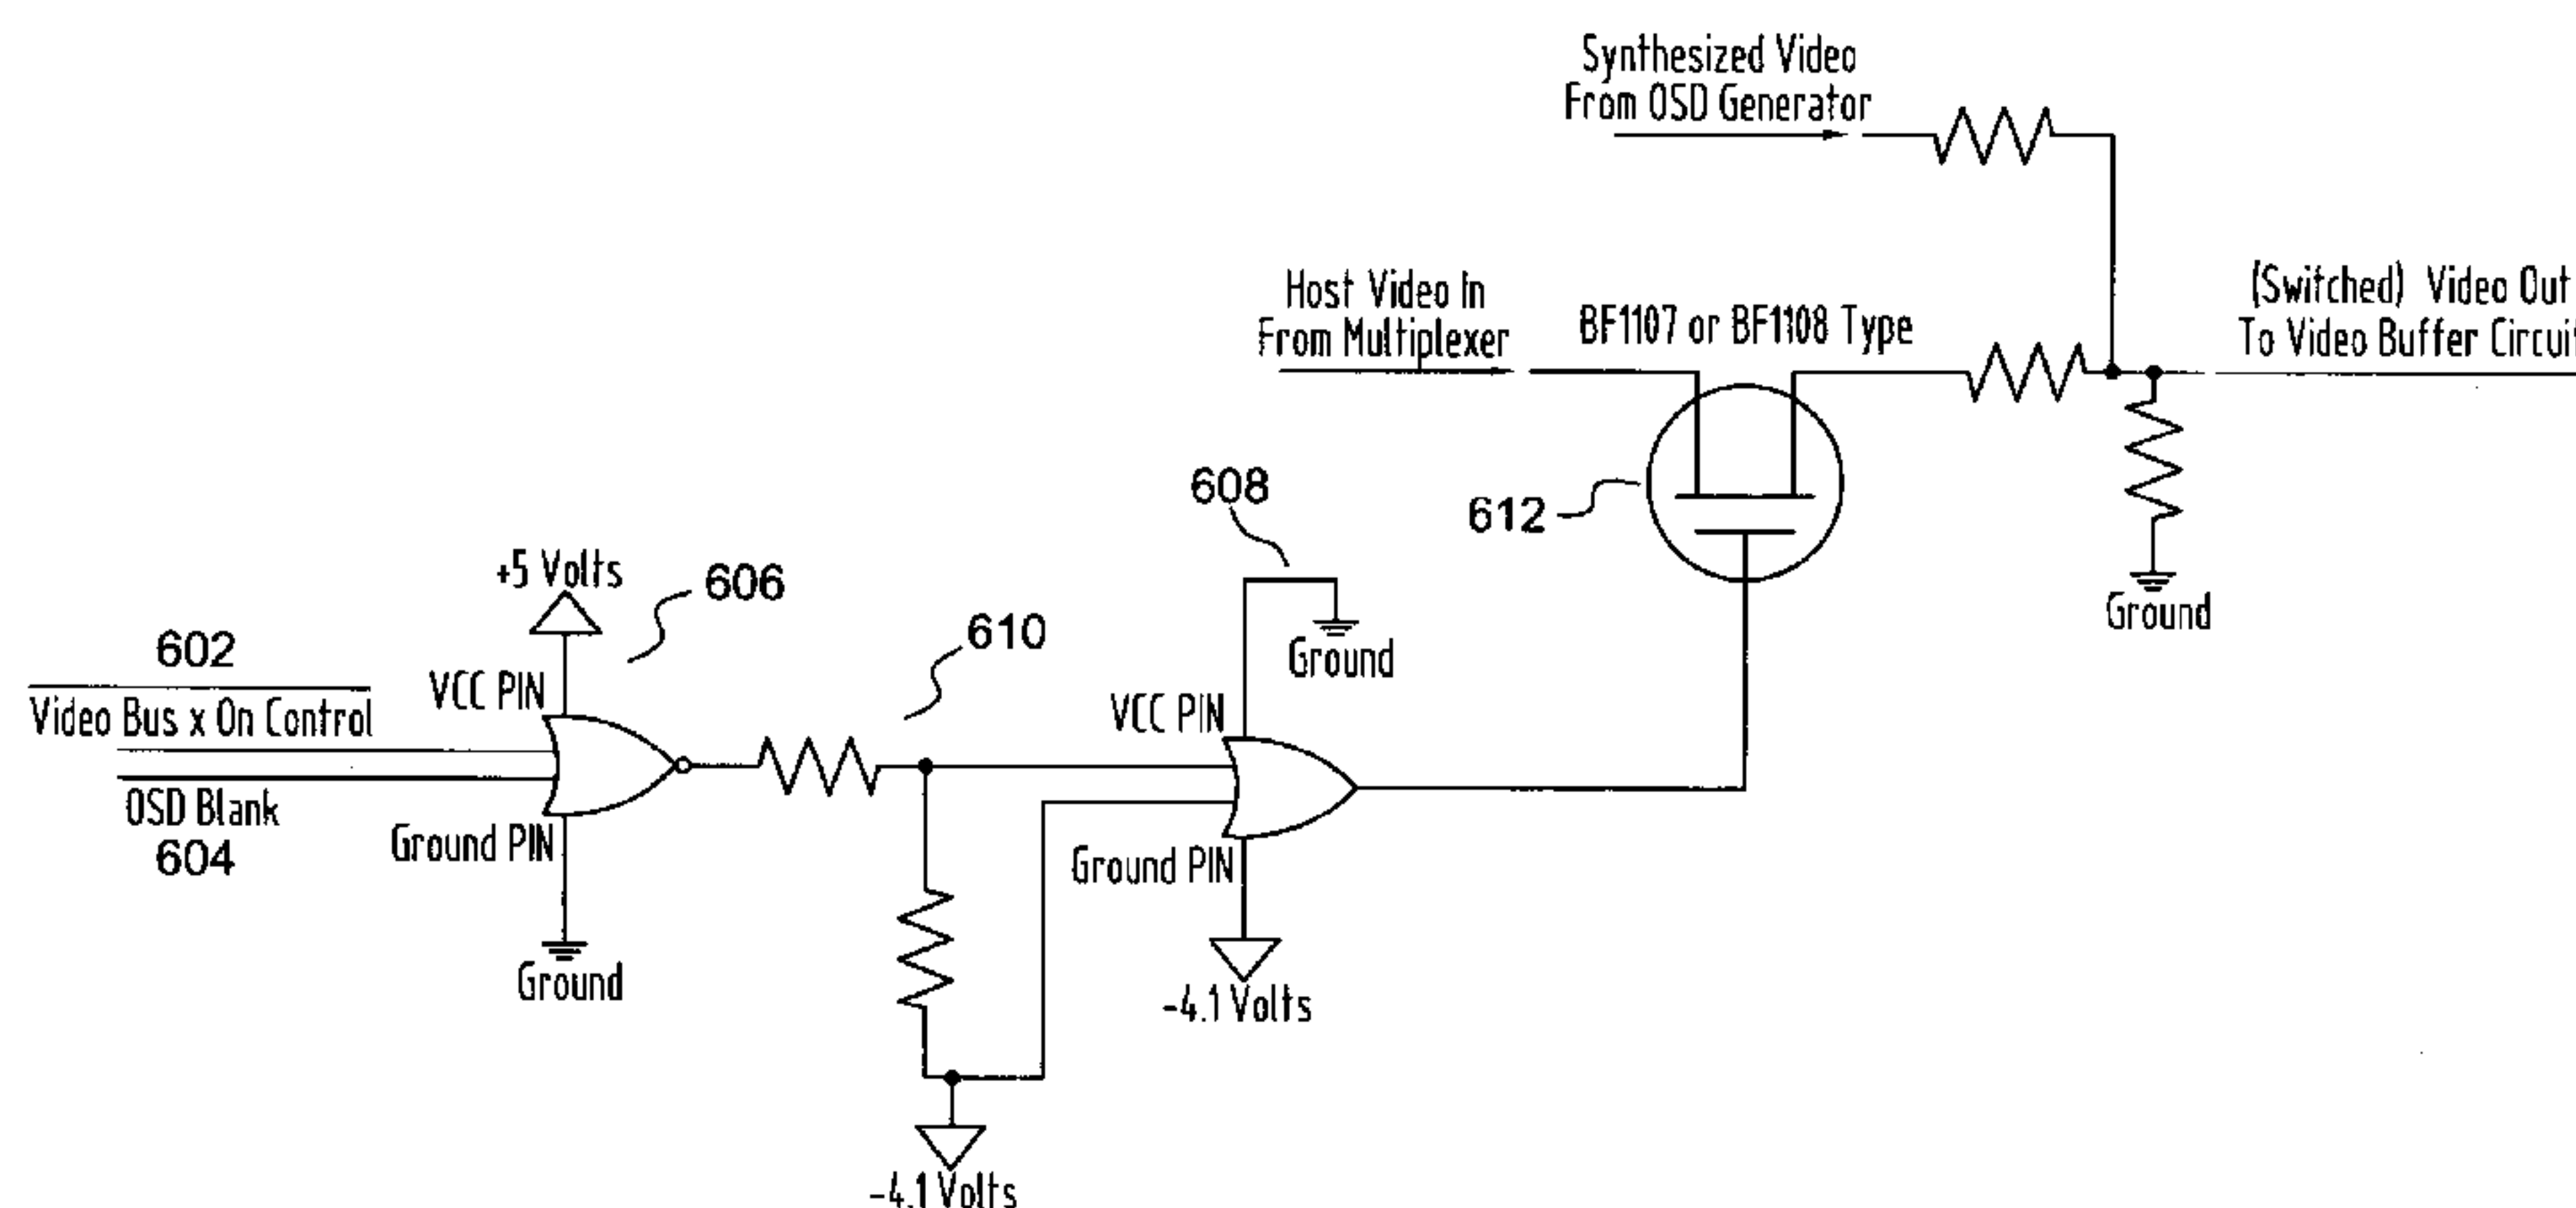 Synthesized Video
From OSD Generator
Host Video In
From Multiplexer
BF1107 or BF1108 Type
(Switched) Video Out
To Video Buffer Circuit
608
612
Ground
+5 Volts
606
610
Ground
602
VCC PIN
Video Bus x On Control
VCC PIN
OSD Blank
604
Ground PIN
Ground PIN
Ground
-4.1 Volts
-4.1 Volts